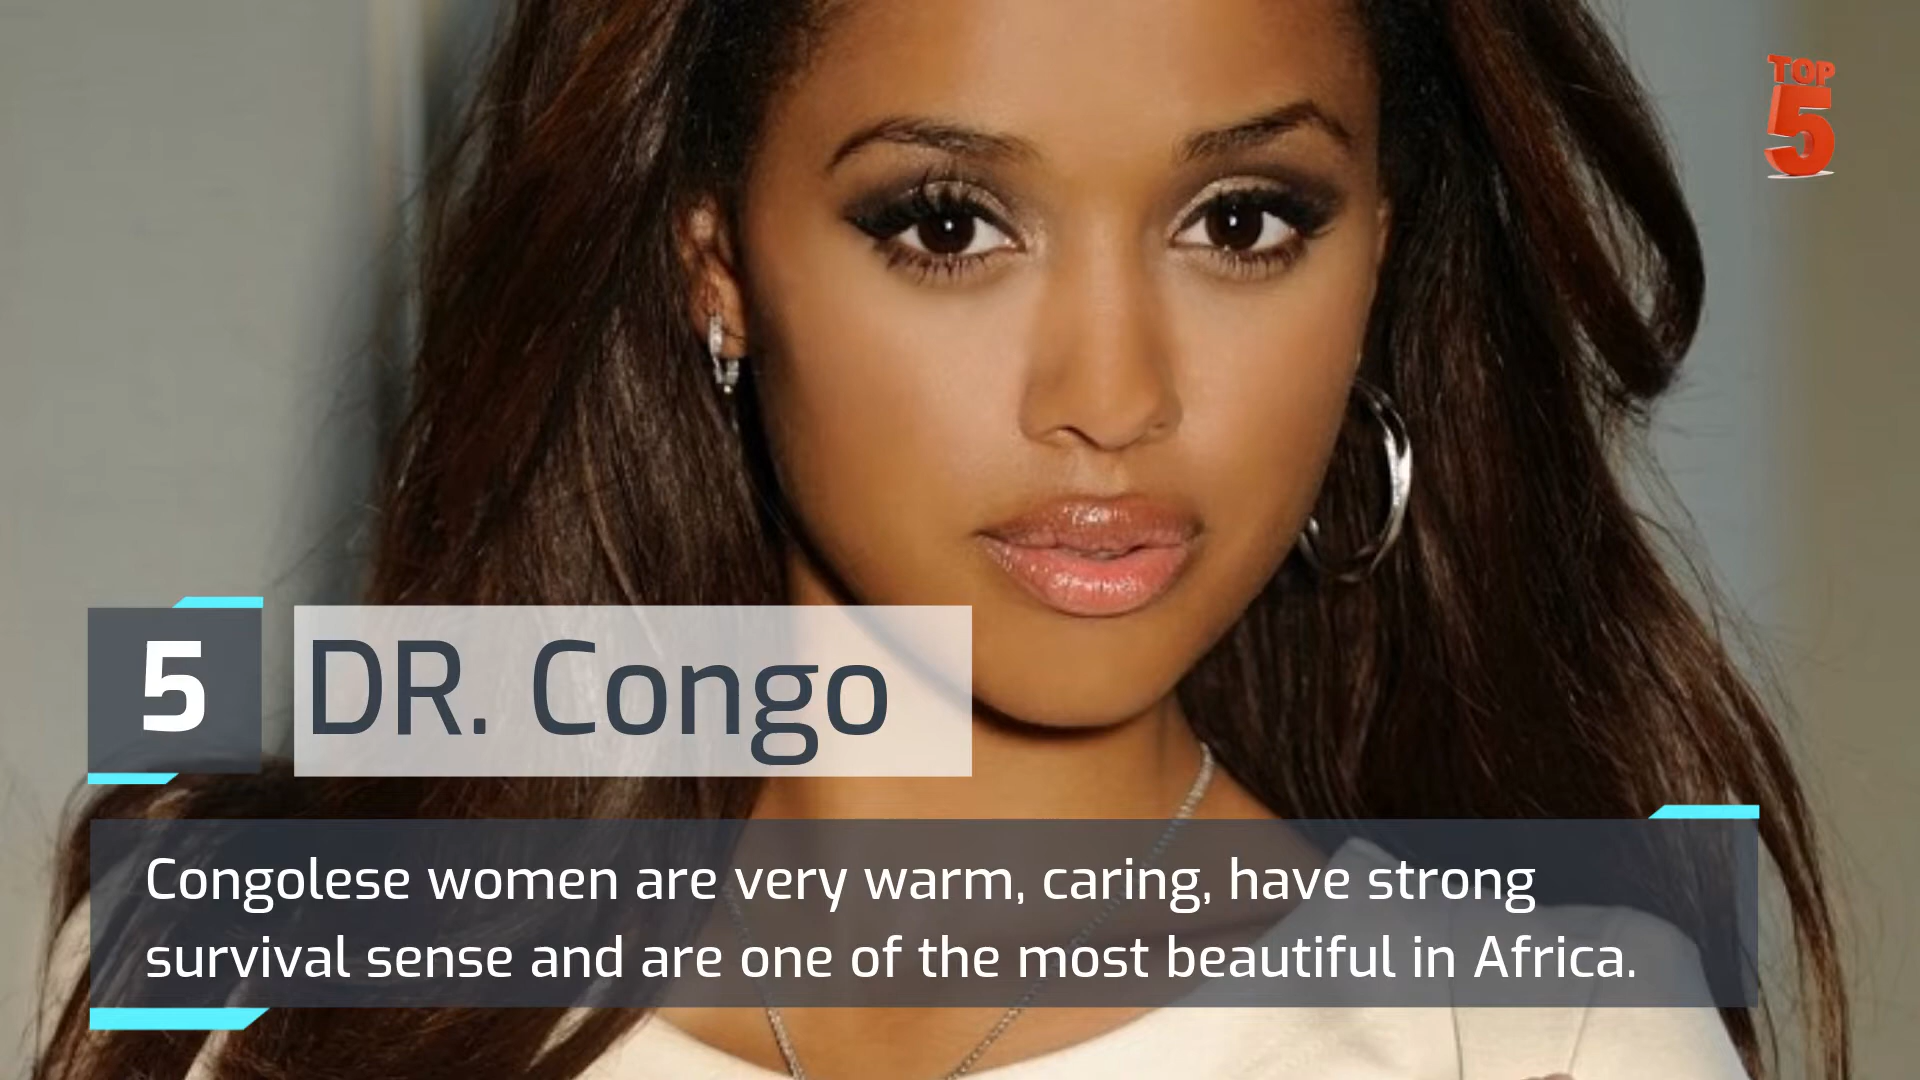 TOP
5
5
DR. Congo
Congolese women are very warm, caring, have strong
survival sense and are one of the most beautiful in Africa.